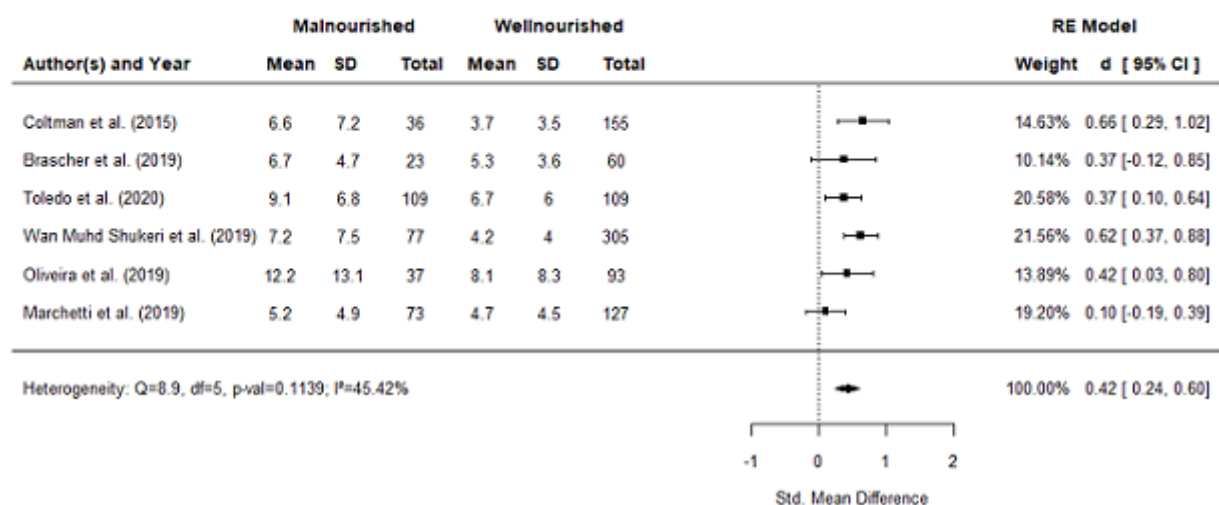 Malnourished Wellnourished RE Model
Author(s) and Year Mean SD Total Mean SD Total Weight d [ 95% CI ]
Coltman et al. (2015) 6.6 7.2 36 3.7 3.5 155 14.63% 0.66 [ 0.29, 1.02]
Brascher et al. (2019) 6.7 4.7 23 5.3 3.6 60 10.14% 0.37 [-0.12, 0.85]
Toledo et al. (2020) 9.1 6.8 109 6.7 6 109 20.58% 0.37 [ 0.10, 0.64]
Wan Muhd Shukeri et al. (2019) 7.2 7.5 77 4.2 4 305 21.56% 0.62 [ 0.37, 0.88]
Oliveira et al. (2019) 12.2 13.1 37 8.1 8.3 93 13.89% 0.42 [ 0.03, 0.80]
Marchetti et al. (2019) 5.2 4.9 73 4.7 4.5 127 19.20% 0.10 [-0.19, 0.39]
Heterogeneity: Q=8.9, df=5, p-val=0.1139; I²=45.42% 100.00% 0.42 [ 0.24, 0.60]
-1 0 1 2
Std. Mean Difference